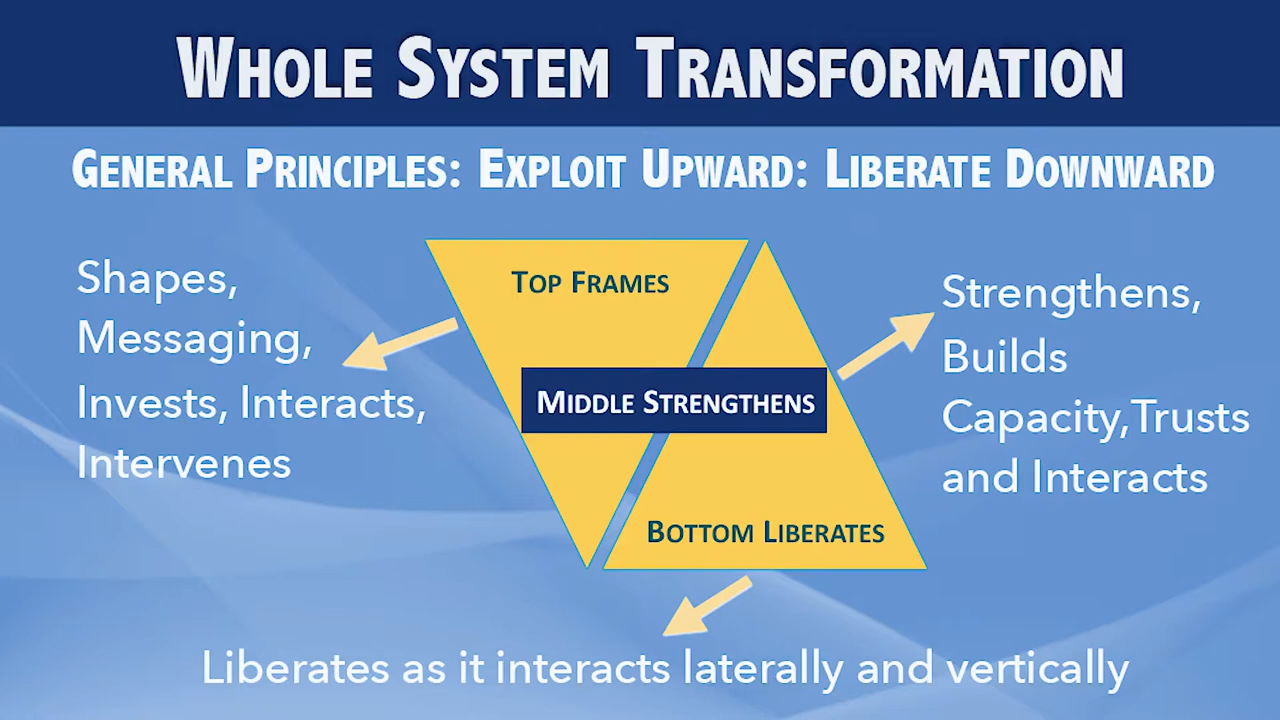 WHOLE SYSTEM TRANSFORMATION
GENERAL PRINCIPLES: EXPLOIT UPWARD: LIBERATE DOWNWARD
Shapes,
Messaging,
Invests, Interacts,
Intervenes
TOP FRAMES
MIDDLE STRENGTHENS
BOTTOM LIBERATES
Strengthens,
Builds
Capacity,Trusts
and Interacts
Liberates as it interacts laterally and vertically